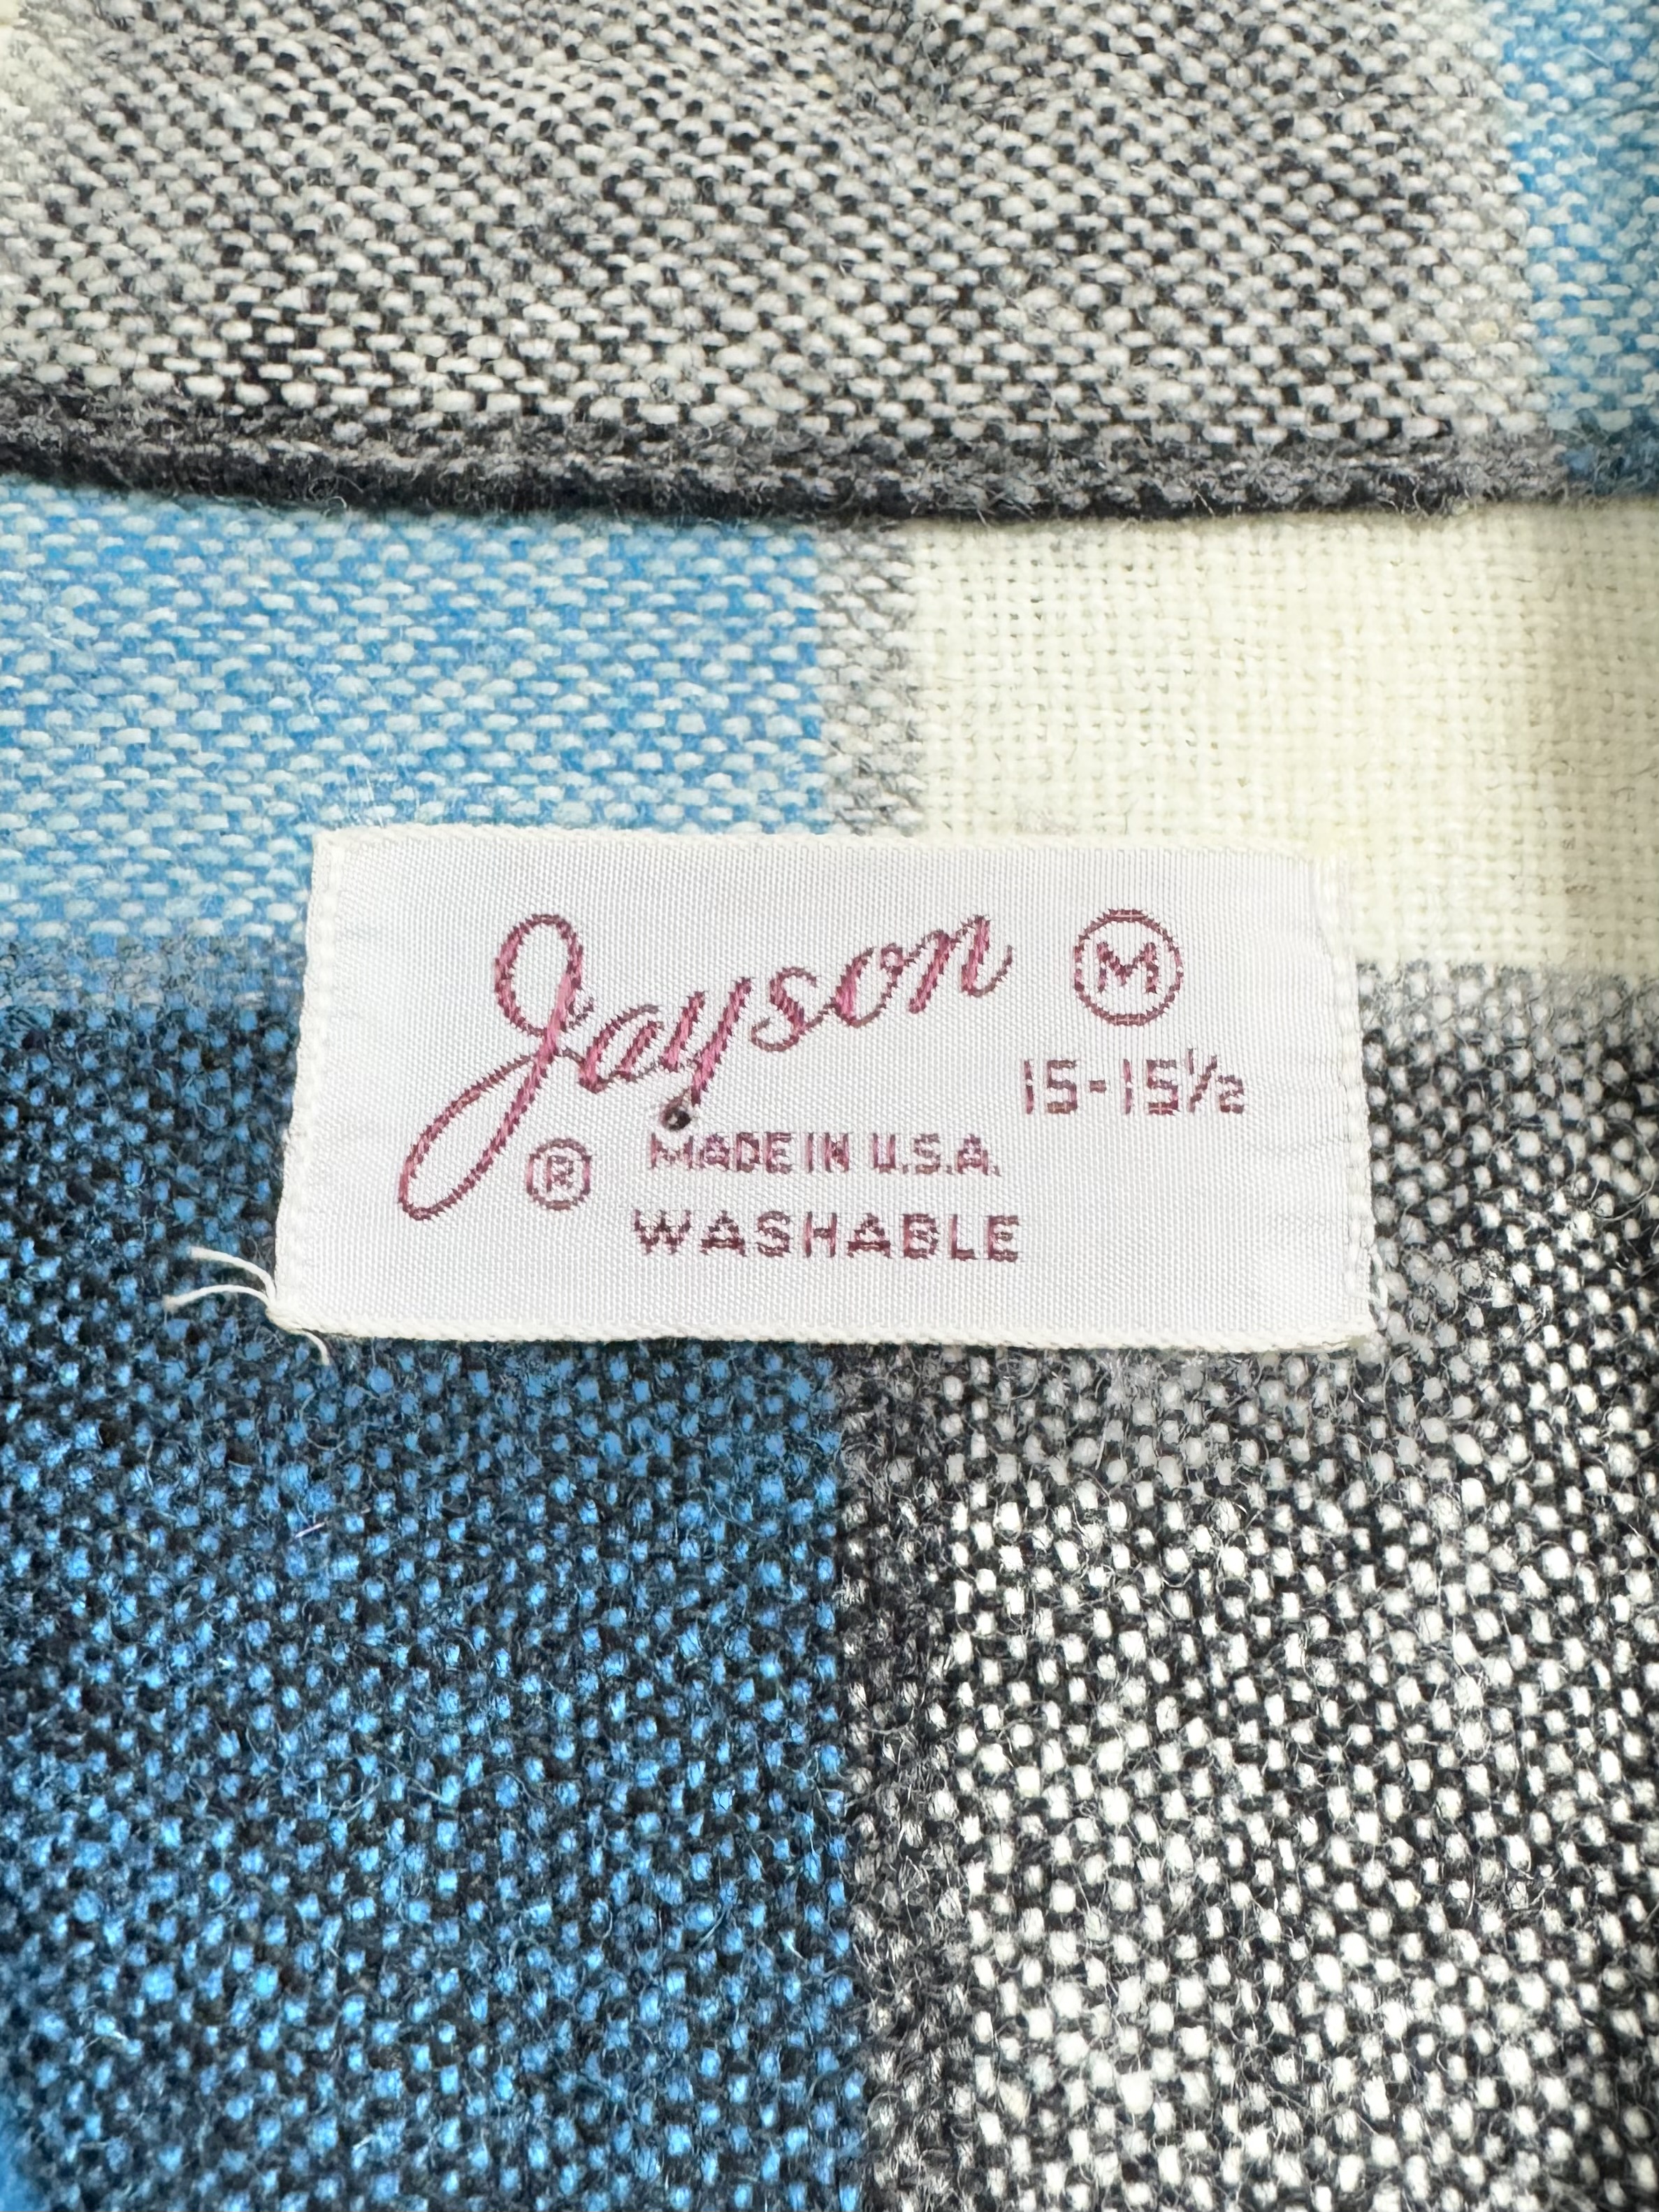 Jayson Ⓜ
15-15½
® MADE IN U.S.A.
WASHABLE